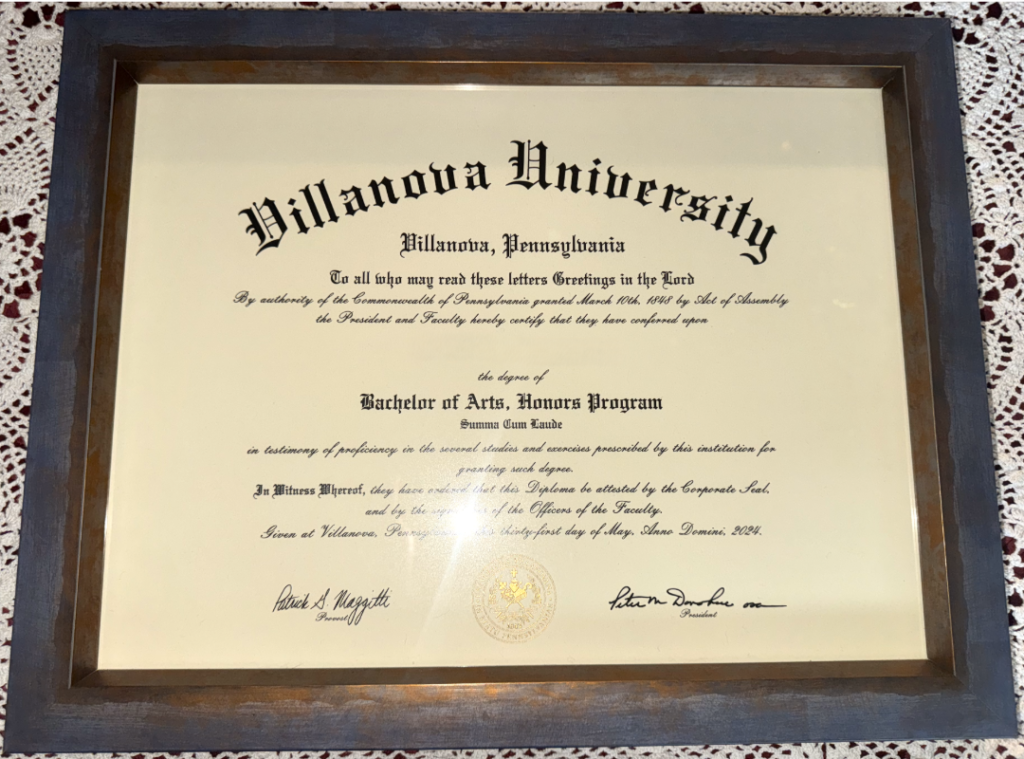 Villanova University
Villanova, Pennsylvania
To all who may read these letters Greetings in the Lord
By authority of the Commonwealth of Pennsylvania granted March 10th, 1848 by Act of Assembly
the President and Faculty hereby certify that they have conferred upon
the degree of
Bachelor of Arts, Honors Program
Summa Cum Laude
in testimony of proficiency in the several studies and exercises prescribed by this institution for
granting such degree.
In Witness Whereof, they have ordered that this Diploma be attested by the Corporate Seal,
and by the of the Officers of the Faculty.
Given at Villanova, thirty-first day of May, Anno Domini, 2024.
Patrick G. Maggitti
Provost
Peter M Donohue osa
President